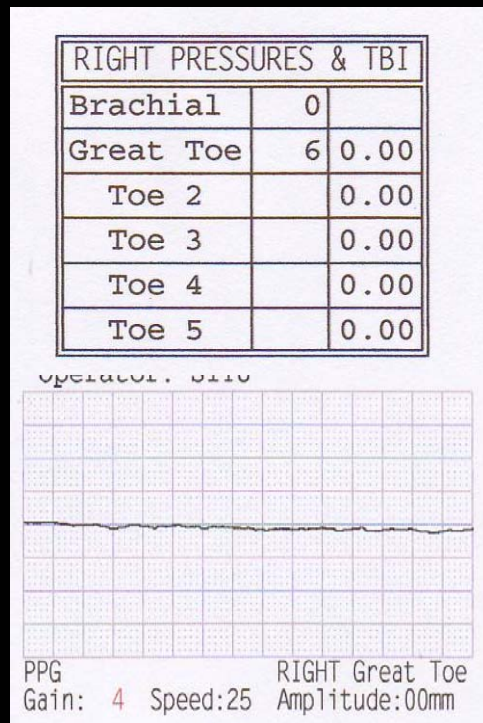 RIGHT PRESSURES & TBI
Brachial 0
Great Toe 6 0.00
Toe 2 0.00
Toe 3 0.00
Toe 4 0.00
Toe 5 0.00
Operator:
PPG RIGHT Great Toe
Gain: 4 Speed:25 Amplitude:00mm